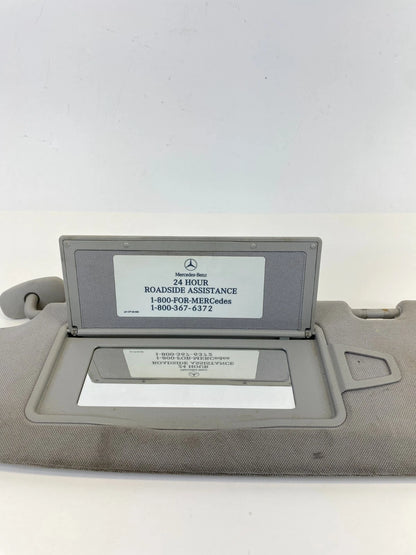 Mercedes-Benz
24 HOUR
ROADSIDE ASSISTANCE
1-800-FOR-MERCedes
1-800-367-6372